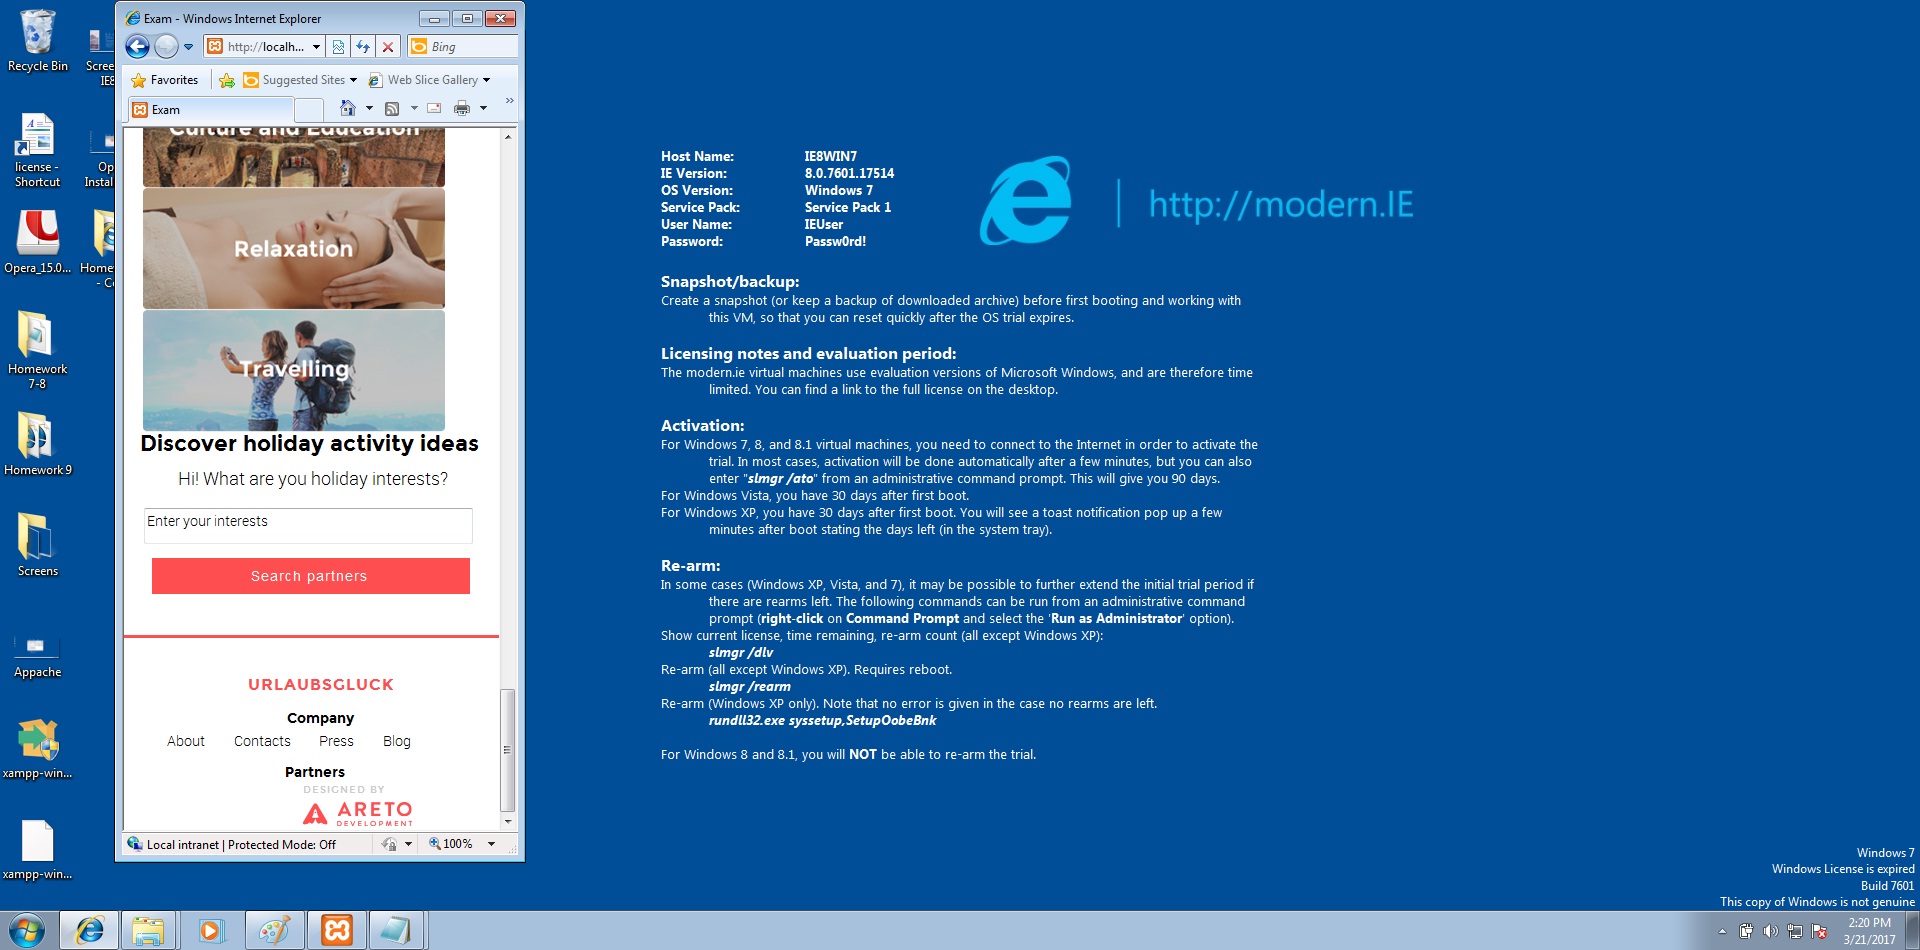 Recycle Bin
Scree
IE8
license -
Shortcut
Op
Instal
Opera_15.0...
Home
- Co
Homework
7-8
Homework 9
Screens
Appache
xampp-win...
xampp-win...
Exam - Windows Internet Explorer
http://localh...
Bing
Favorites
Suggested Sites
Web Slice Gallery
Exam
Culture and Education
Relaxation
Travelling
Discover holiday activity ideas
Hi! What are you holiday interests?
Enter your interests
Search partners
URLAUBSGLUCK
Company
About Contacts Press Blog
Partners
DESIGNED BY
ARETO
DEVELOPMENT
Local intranet | Protected Mode: Off
100%
Host Name: IE8WIN7
IE Version: 8.0.7601.17514
OS Version: Windows 7
Service Pack: Service Pack 1
User Name: IEUser
Password: Passw0rd!
http://modern.IE
Snapshot/backup:
Create a snapshot (or keep a backup of downloaded archive) before first booting and working with
this VM, so that you can reset quickly after the OS trial expires.
Licensing notes and evaluation period:
The modern.ie virtual machines use evaluation versions of Microsoft Windows, and are therefore time
limited. You can find a link to the full license on the desktop.
Activation:
For Windows 7, 8, and 8.1 virtual machines, you need to connect to the Internet in order to activate the
trial. In most cases, activation will be done automatically after a few minutes, but you can also
enter "slmgr /ato" from an administrative command prompt. This will give you 90 days.
For Windows Vista, you have 30 days after first boot.
For Windows XP, you have 30 days after first boot. You will see a toast notification pop up a few
minutes after boot stating the days left (in the system tray).
Re-arm:
In some cases (Windows XP, Vista, and 7), it may be possible to further extend the initial trial period if
there are rearms left. The following commands can be run from an administrative command
prompt (right-click on Command Prompt and select the 'Run as Administrator' option).
Show current license, time remaining, re-arm count (all except Windows XP):
slmgr /dlv
Re-arm (all except Windows XP). Requires reboot.
slmgr /rearm
Re-arm (Windows XP only). Note that no error is given in the case no rearms are left.
rundll32.exe syssetup,SetupOobeBnk
For Windows 8 and 8.1, you will NOT be able to re-arm the trial.
Windows 7
Windows License is expired
Build 7601
This copy of Windows is not genuine
2:20 PM
3/21/2017